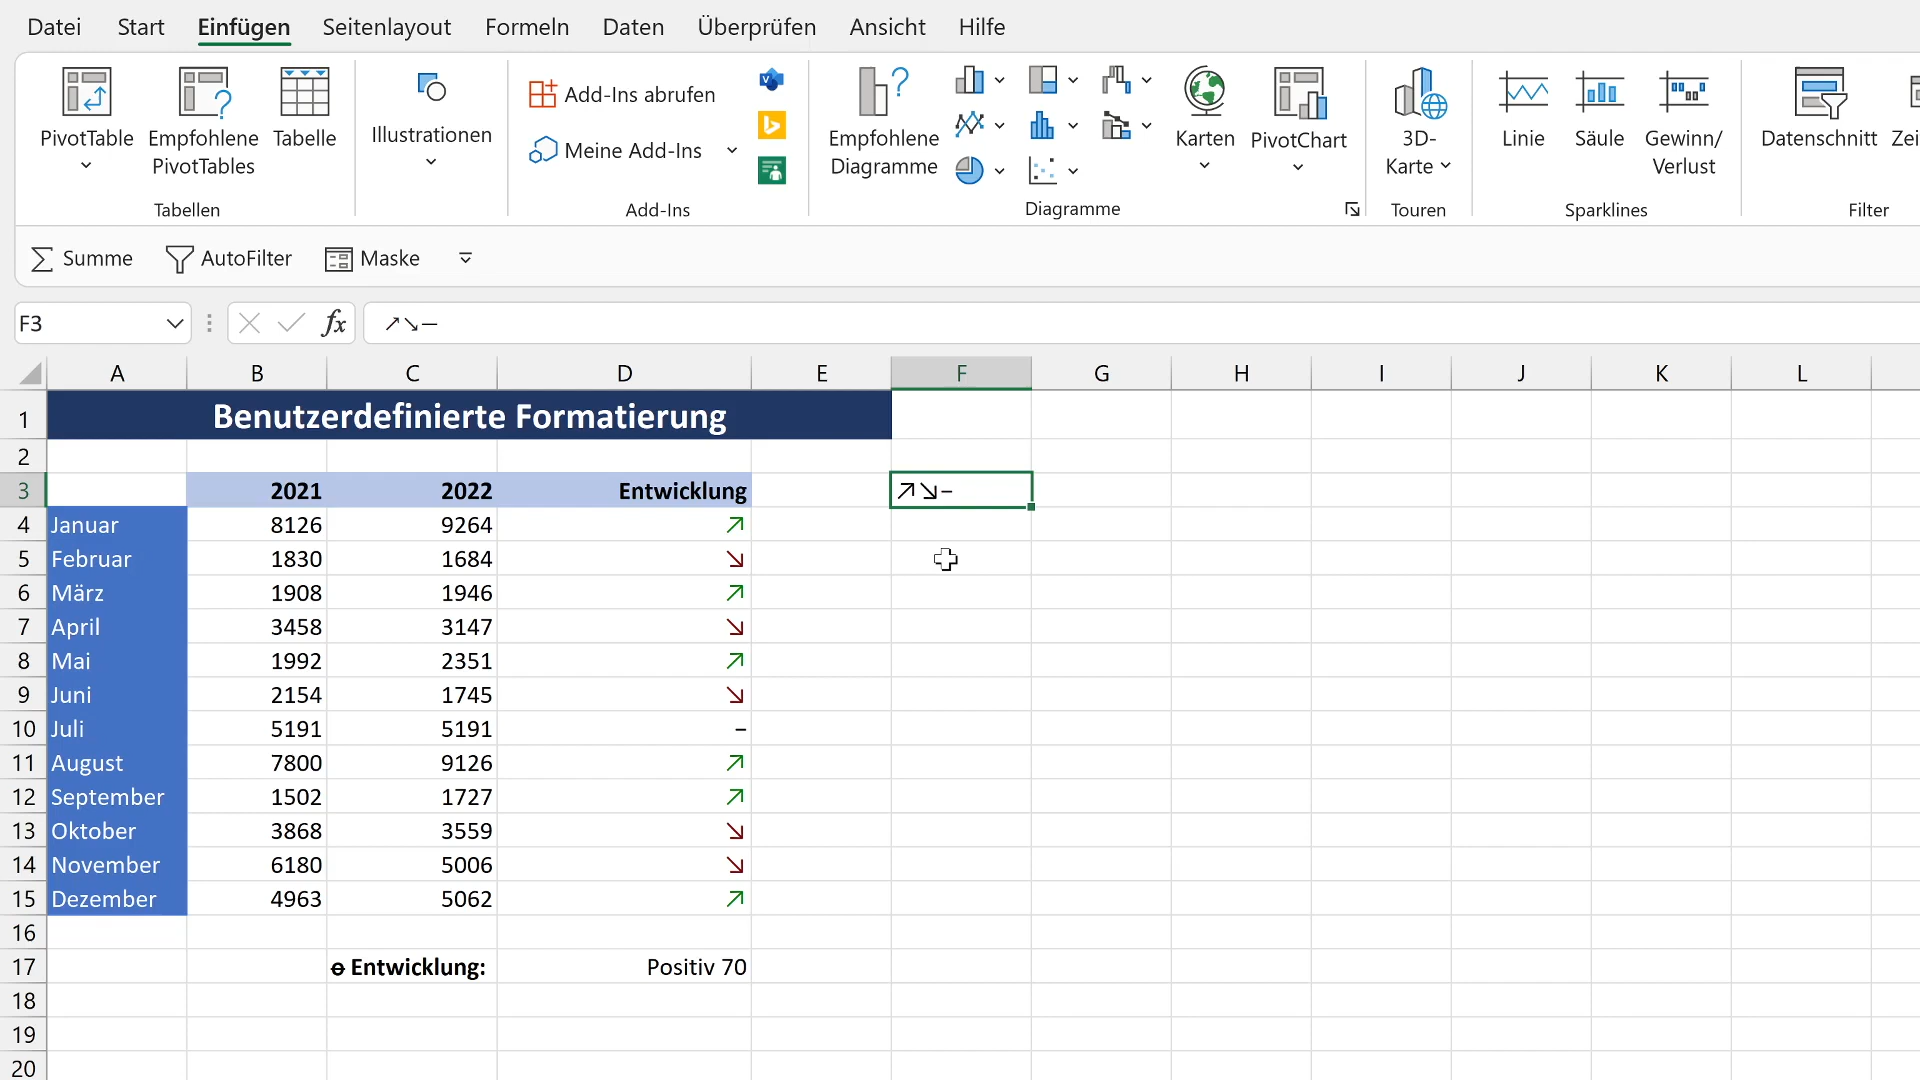 Datei Start Einfügen Seitenlayout Formeln Daten Überprüfen Ansicht Hilfe
PivotTable
Empfohlene PivotTables
Tabelle
Tabellen
Illustrationen
Add-Ins abrufen
Meine Add-Ins
Add-Ins
Empfohlene Diagramme
Karten
PivotChart
Diagramme
3D-Karte
Touren
Linie
Säule
Gewinn/Verlust
Sparklines
Datenschnitt
Zei
Filter
Summe AutoFilter Maske
F3 fx ↗↘–
A B C D E F G H I J K L
1 Benutzerdefinierte Formatierung
2
3 2021 2022 Entwicklung ↗↘–
4 Januar 8126 9264 ↗
5 Februar 1830 1684 ↘
6 März 1908 1946 ↗
7 April 3458 3147 ↘
8 Mai 1992 2351 ↗
9 Juni 2154 1745 ↘
10 Juli 5191 5191 –
11 August 7800 9126 ↗
12 September 1502 1727 ↗
13 Oktober 3868 3559 ↘
14 November 6180 5006 ↘
15 Dezember 4963 5062 ↗
16
17 ɵ Entwicklung: Positiv 70
18
19
20